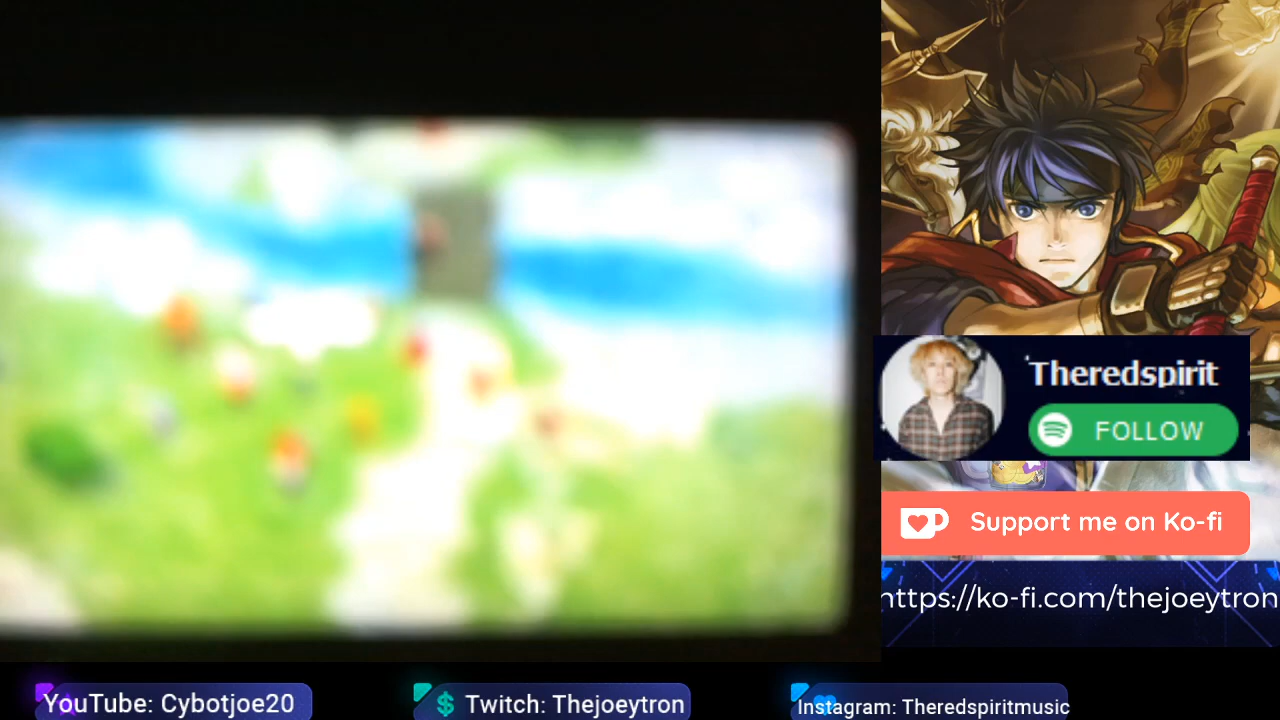 Theredspirit
FOLLOW
Support me on Ko-fi
https://ko-fi.com/thejoeytron
YouTube: Cybotjoe20
Twitch: Thejoeytron
Instagram: Theredspiritmusic